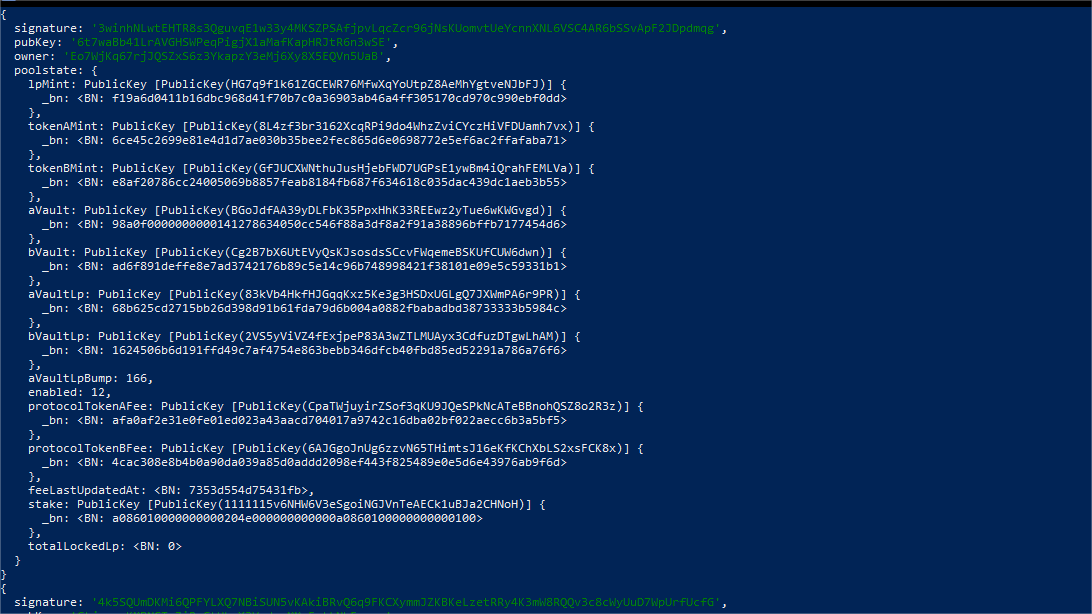 {
signature: '3winhNLwtEHTR8s3QguvqE1w33y4MKSZPSAfjpvLqcZcr96jNsKUomvtUeYcnnXNL6VSC4AR6bSSvApF2JDpdmqg',
pubKey: '6t7waBb41LrAVGHSWPeqPigjX1aMafKapHRJtR6n3wSE',
owner: 'Eo7WjKq67rjJQSZxS6z3YkapzY3eMj6Xy8X5EQVn5UaB',
poolstate: {
lpMint: PublicKey [PublicKey(HG7q9f1k61ZGCEWR76MfwXqYoUtpZ8AeMhYgtveNJbFJ)] {
_bn: <BN: f19a6d0411b16dbc968d41f70b7c0a36903ab46a4ff305170cd970c990ebf0dd>
},
tokenAMint: PublicKey [PublicKey(8L4zf3br3162XcqRPi9do4WhzZviCYczHiVFDUamh7vx)] {
_bn: <BN: 6ce45c2699e81e4d1d7ae030b35bee2fec865d6e0698772e5ef6ac2ffafaba71>
},
tokenBMint: PublicKey [PublicKey(GfJUCXWNthuJusHjebFWD7UGPsE1ywBm4iQrahFEMLVa)] {
_bn: <BN: e8af20786cc24005069b8857feab8184fb687f634618c035dac439dc1aeb3b55>
},
aVault: PublicKey [PublicKey(BGoJdfAA39yDLFbK35PpxHhK33REEwz2yTue6wKWGvgd)] {
_bn: <BN: 98a0f0000000000141278634050cc546f88a3df8a2f91a38896bffb7177454d6>
},
bVault: PublicKey [PublicKey(Cg2B7bX6UtEVyQsKJsosdsSCcvFWqemeBSKUfCUW6dwn)] {
_bn: <BN: ad6f891deffe8e7ad3742176b89c5e14c96b748998421f38101e09e5c59331b1>
},
aVaultLp: PublicKey [PublicKey(83kVb4HkfHJGqqKxz5Ke3g3HSDxUGLgQ7JXWmPA6r9PR)] {
_bn: <BN: 68b625cd2715bb26d398d91b61fda79d6b004a0882fbabadbd38733333b5984c>
},
bVaultLp: PublicKey [PublicKey(2VS5yViVZ4fExjpeP83A3wZTLMUAyx3CdfuzDTgwLhAM)] {
_bn: <BN: 1624506b6d191ffd49c7af4754e863bebb346dfcb40fbd85ed52291a786a76f6>
},
aVaultLpBump: 166,
enabled: 12,
protocolTokenAFee: PublicKey [PublicKey(CpaTWjuyirZSof3qKU9JQeSPkNcATeBBnohQSZ8o2R3z)] {
_bn: <BN: afa0af2e31e0fe01ed023a43aacd704017a9742c16dba02bf022aecc6b3a5bf5>
},
protocolTokenBFee: PublicKey [PublicKey(6AJGgoJnUg6zzvN65THimtsJ16eKfKChXbLS2xsFCK8x)] {
_bn: <BN: 4cac308e8b4b0a90da039a85d0addd2098ef443f825489e0e5d6e43976ab9f6d>
},
feeLastUpdatedAt: <BN: 7353d554d75431fb>,
stake: PublicKey [PublicKey(1111115v6NHW6V3eSgoiNGJVnTeAECk1uBJa2CHNoH)] {
_bn: <BN: a086010000000000204e000000000000a0860100000000000100>
},
totalLockedLp: <BN: 0>
}
}
{
signature: '4k5SQUmDKMi6QPFYLXQ7NBiSUN5vKAkiBRvQ6q9FKCXymmJZKBKeLzetRRy4K3mW8RQQv3c8cWyUuD7WpUrfUcfG',